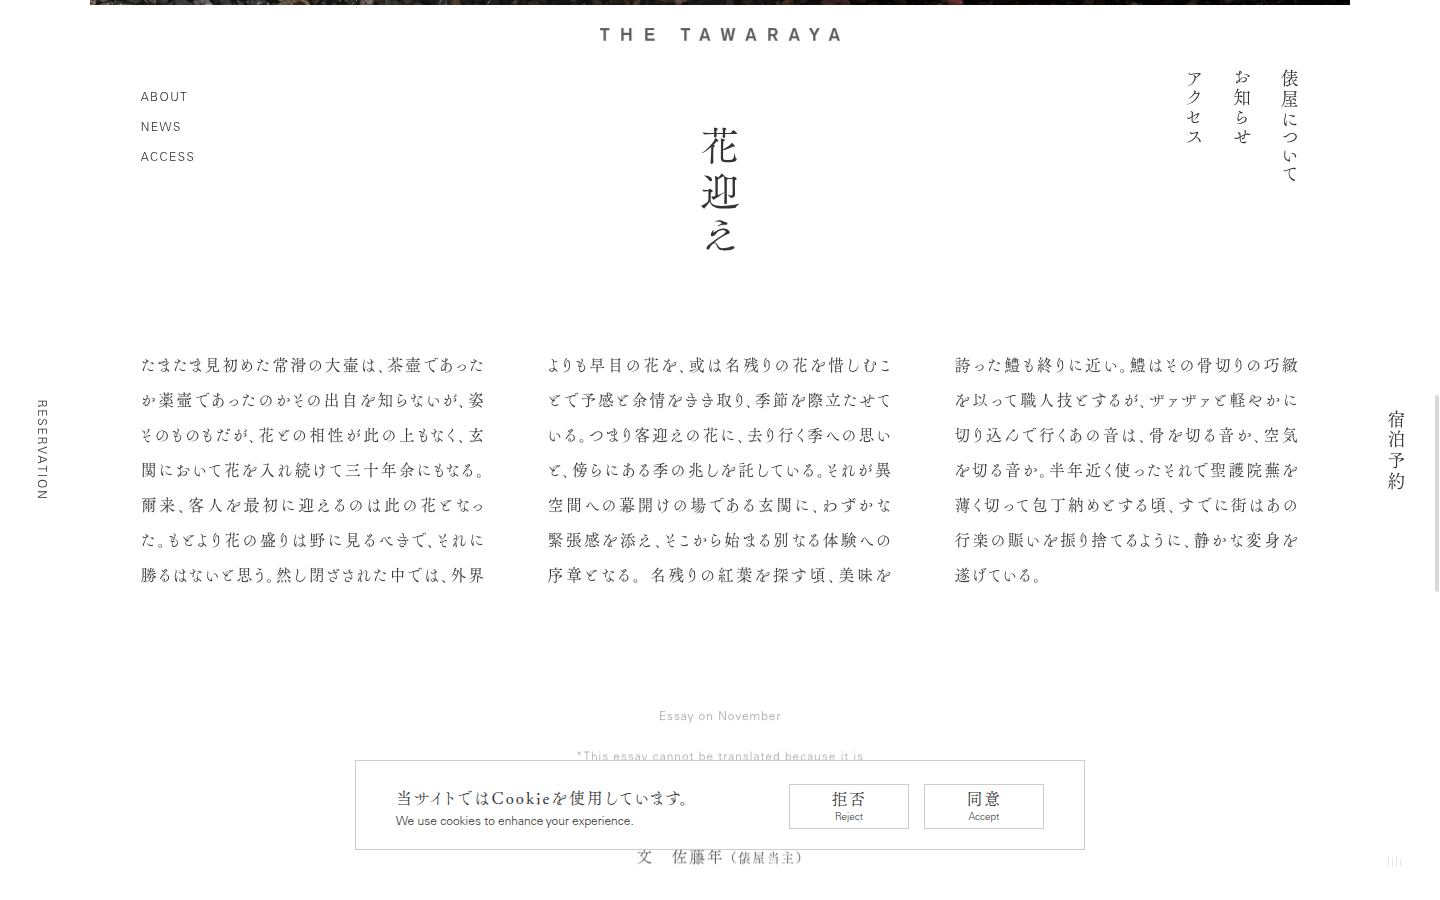 THE TAWARAYA
ABOUT
NEWS
ACCESS
俵屋について
お知らせ
アクセス
花迎え
RESERVATION
宿泊予約
たまたま見初めた常滑の大壷は、茶壺であった
か薬壷であったのかその出自を知らないが、姿
そのものもだが、花との相性が此の上もなく、玄
関において花を入れ続けて三十年余にもなる。
爾来、客人を最初に迎えるのは此の花となっ
た。もとより花の盛りは野に見るべきで、それに
勝るはないと思う。然し閉ざされた中では、外界
よりも早目の花を、或は名残りの花を惜しむこ
とで予感と余情をきき取り、季節を際立たせて
いる。つまり客迎えの花に、去り行く季への思い
と、傍らにある季の兆しを託している。それが異
空間への幕開けの場である玄関に、わずかな
緊張感を添え、そこから始まる別なる体験への
序章となる。 名残りの紅葉を探す頃、美味を
誇った鱧も終りに近い。鱧はその骨切りの巧緻
を以って職人技とするが、ザァザァと軽やかに
切り込んで行くあの音は、骨を切る音か、空気
を切る音か。半年近く使ったそれで聖護院蕪を
薄く切って包丁納めとする頃、すでに街はあの
行楽の賑いを振り捨てるように、静かな変身を
遂げている。
Essay on November
*This essay cannot be translated because it is
当サイトではCookieを使用しています。
We use cookies to enhance your experience.
拒否
Reject
同意
Accept
文　佐藤年（俵屋当主）